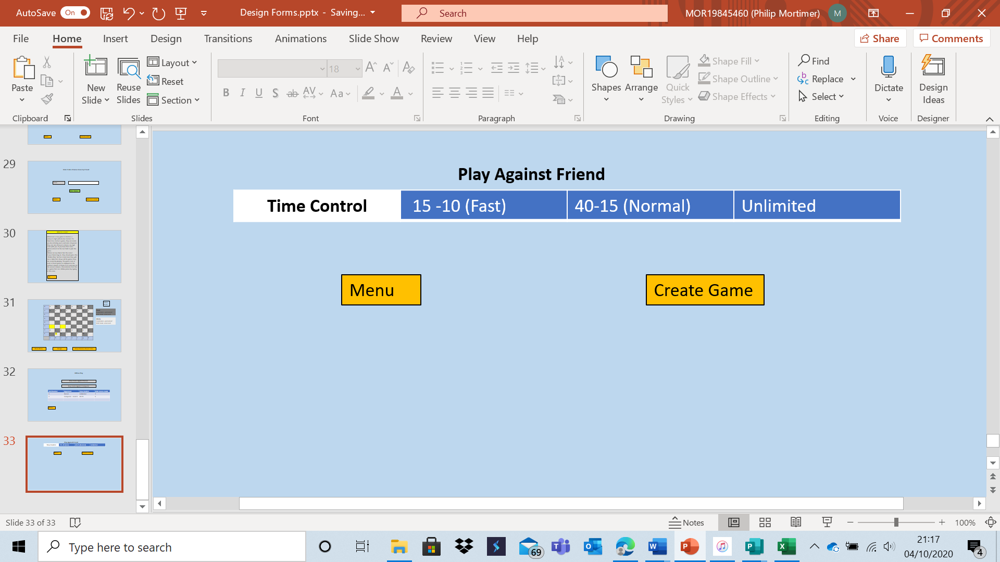 AutoSave On Design Forms.pptx - Saving... Search MOR19845460 (Philip Mortimer) M
File Home Insert Design Transitions Animations Slide Show Review View Help Share Comments
Paste New Slide Reuse Slides Layout Reset Section
18
B I U S ab AV Aa A
Shapes Arrange Quick Styles Shape Fill Shape Outline Shape Effects
Find Replace Select Dictate Design Ideas
Clipboard Slides Font Paragraph Drawing Editing Voice Designer
29
30
31
32
33
Play Against Friend
Time Control 15 -10 (Fast) 40-15 (Normal) Unlimited
Menu Create Game
Slide 33 of 33 Notes 100%
Type here to search 69 21:17
04/10/2020 4